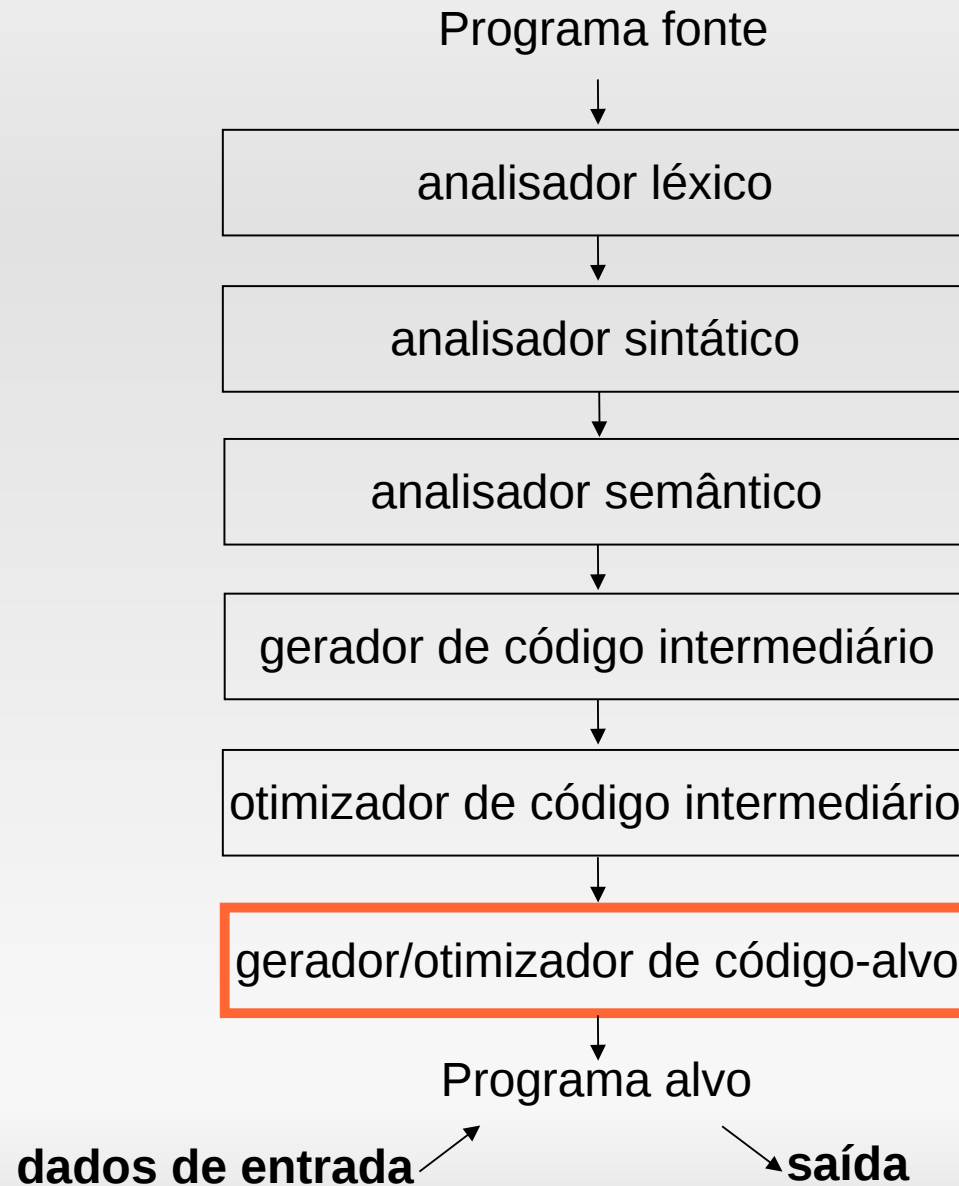 Programa fonte
analisador léxico
analisador sintático
analisador semântico
gerador de código intermediário
otimizador de código intermediário
gerador/otimizador de código-alvo
Programa alvo
dados de entrada
saída